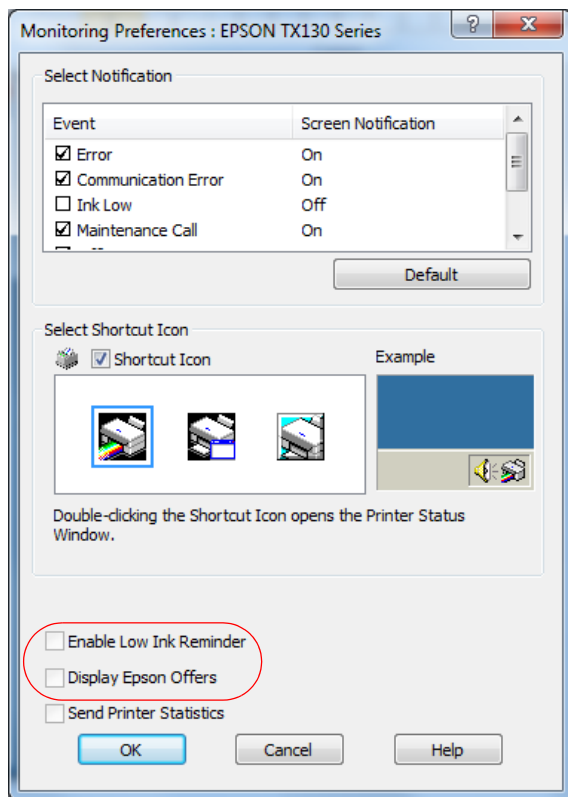 Monitoring Preferences : EPSON TX130 Series
Select Notification
Event Screen Notification
Error On
Communication Error On
Ink Low Off
Maintenance Call On
Default
Select Shortcut Icon
Shortcut Icon Example
Double-clicking the Shortcut Icon opens the Printer Status
Window.
Enable Low Ink Reminder
Display Epson Offers
Send Printer Statistics
OK Cancel Help